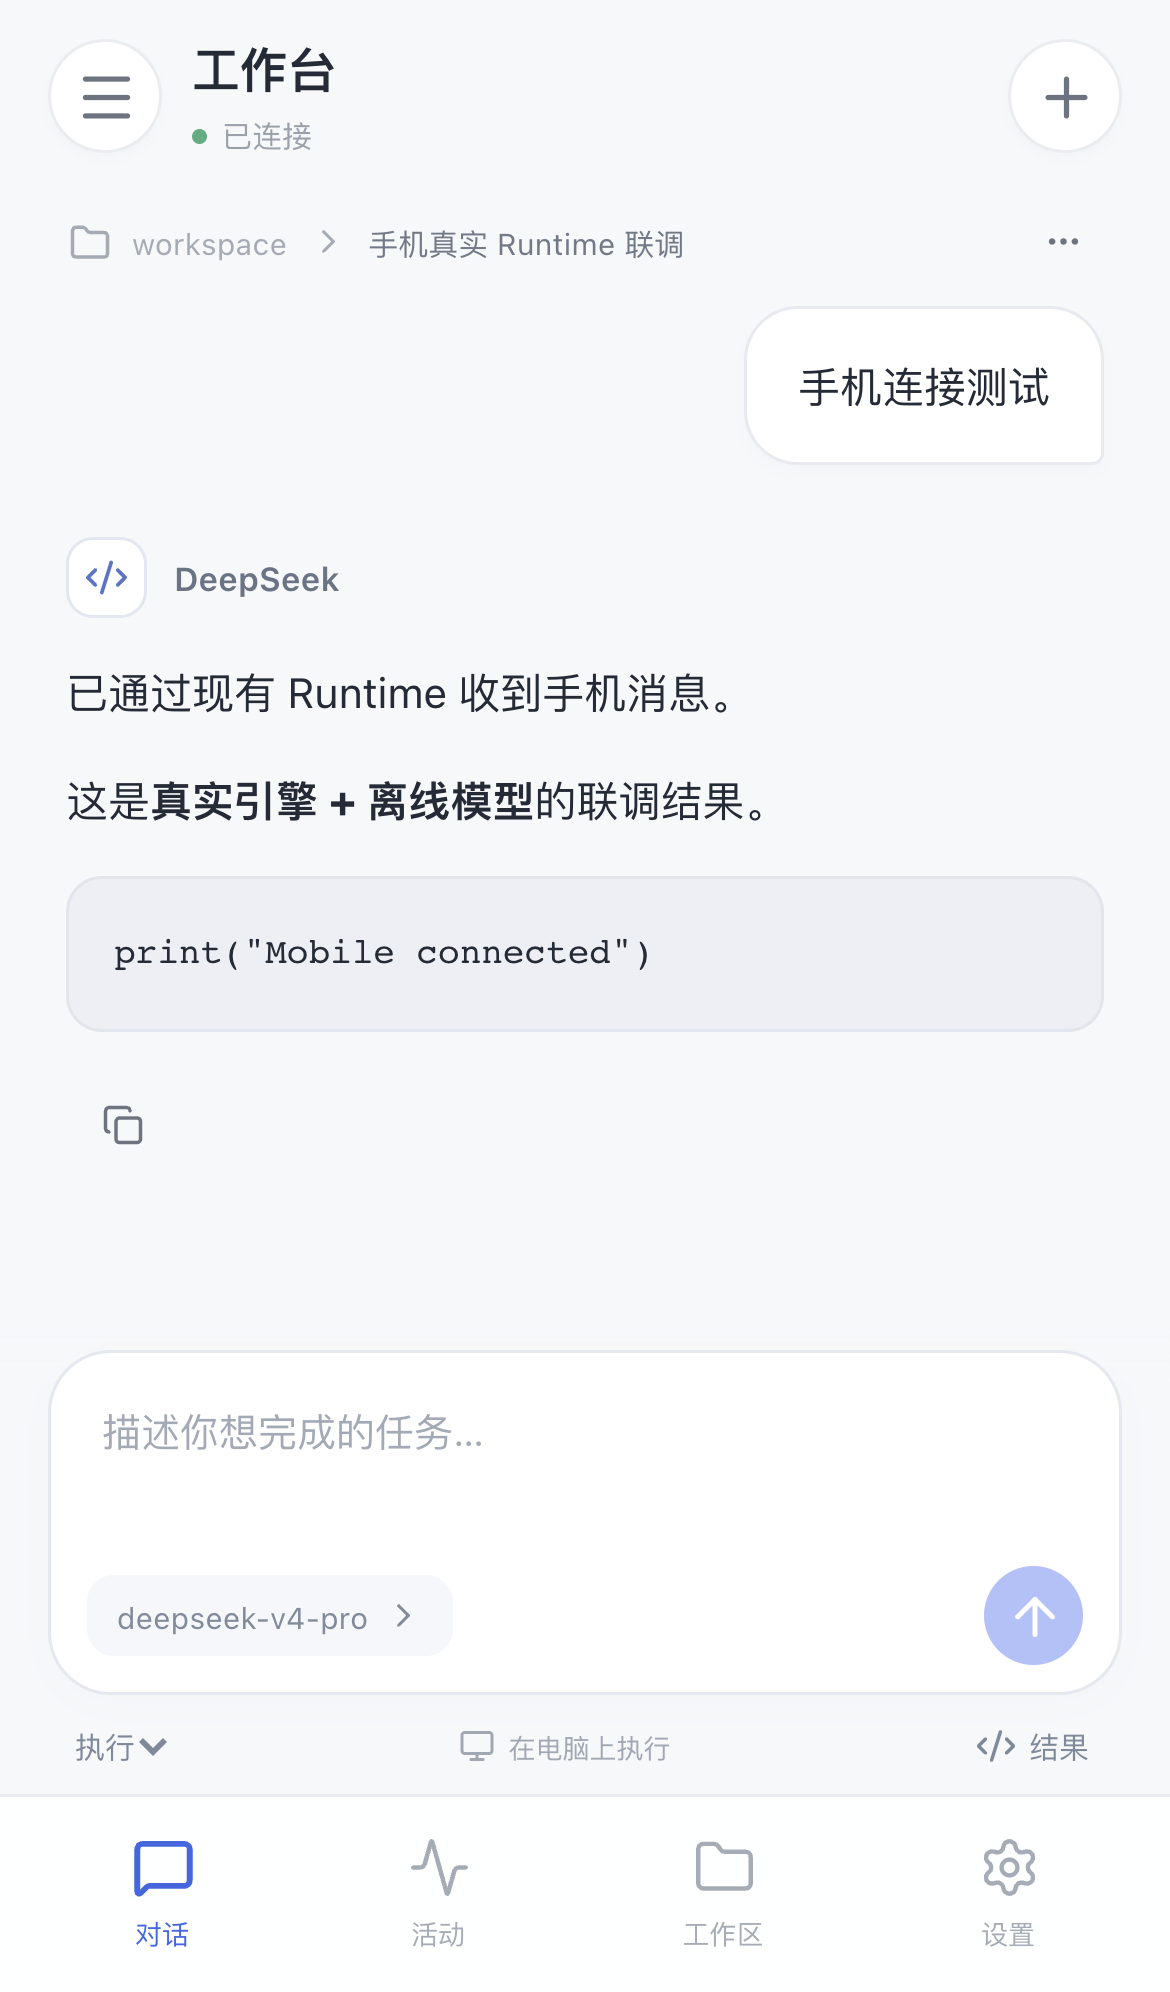 工作台
已连接
workspace > 手机真实 Runtime 联调
手机连接测试
DeepSeek
已通过现有 Runtime 收到手机消息。
这是真实引擎 + 离线模型的联调结果。
print("Mobile connected")
描述你想完成的任务...
deepseek-v4-pro
执行 在电脑上执行 结果
对话 活动 工作区 设置